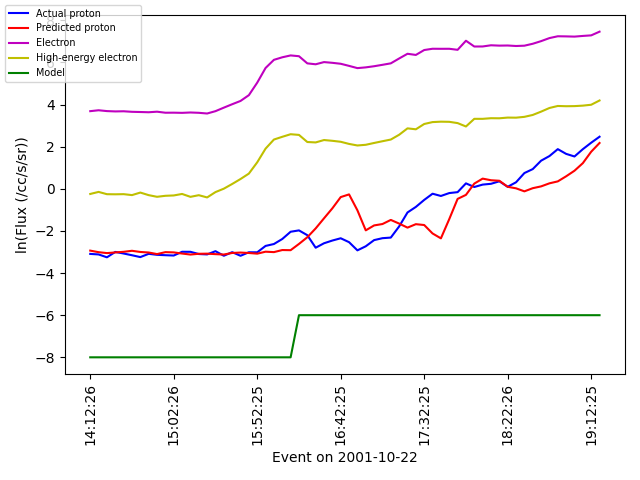 Actual proton
Predicted proton
Electron
High-energy electron
Model
4
2
0
−2
−4
−6
−8
ln(Flux (/cc/s/sr))
14:12:26
15:02:26
15:52:25
16:42:25
17:32:25
18:22:26
19:12:25
Event on 2001-10-22